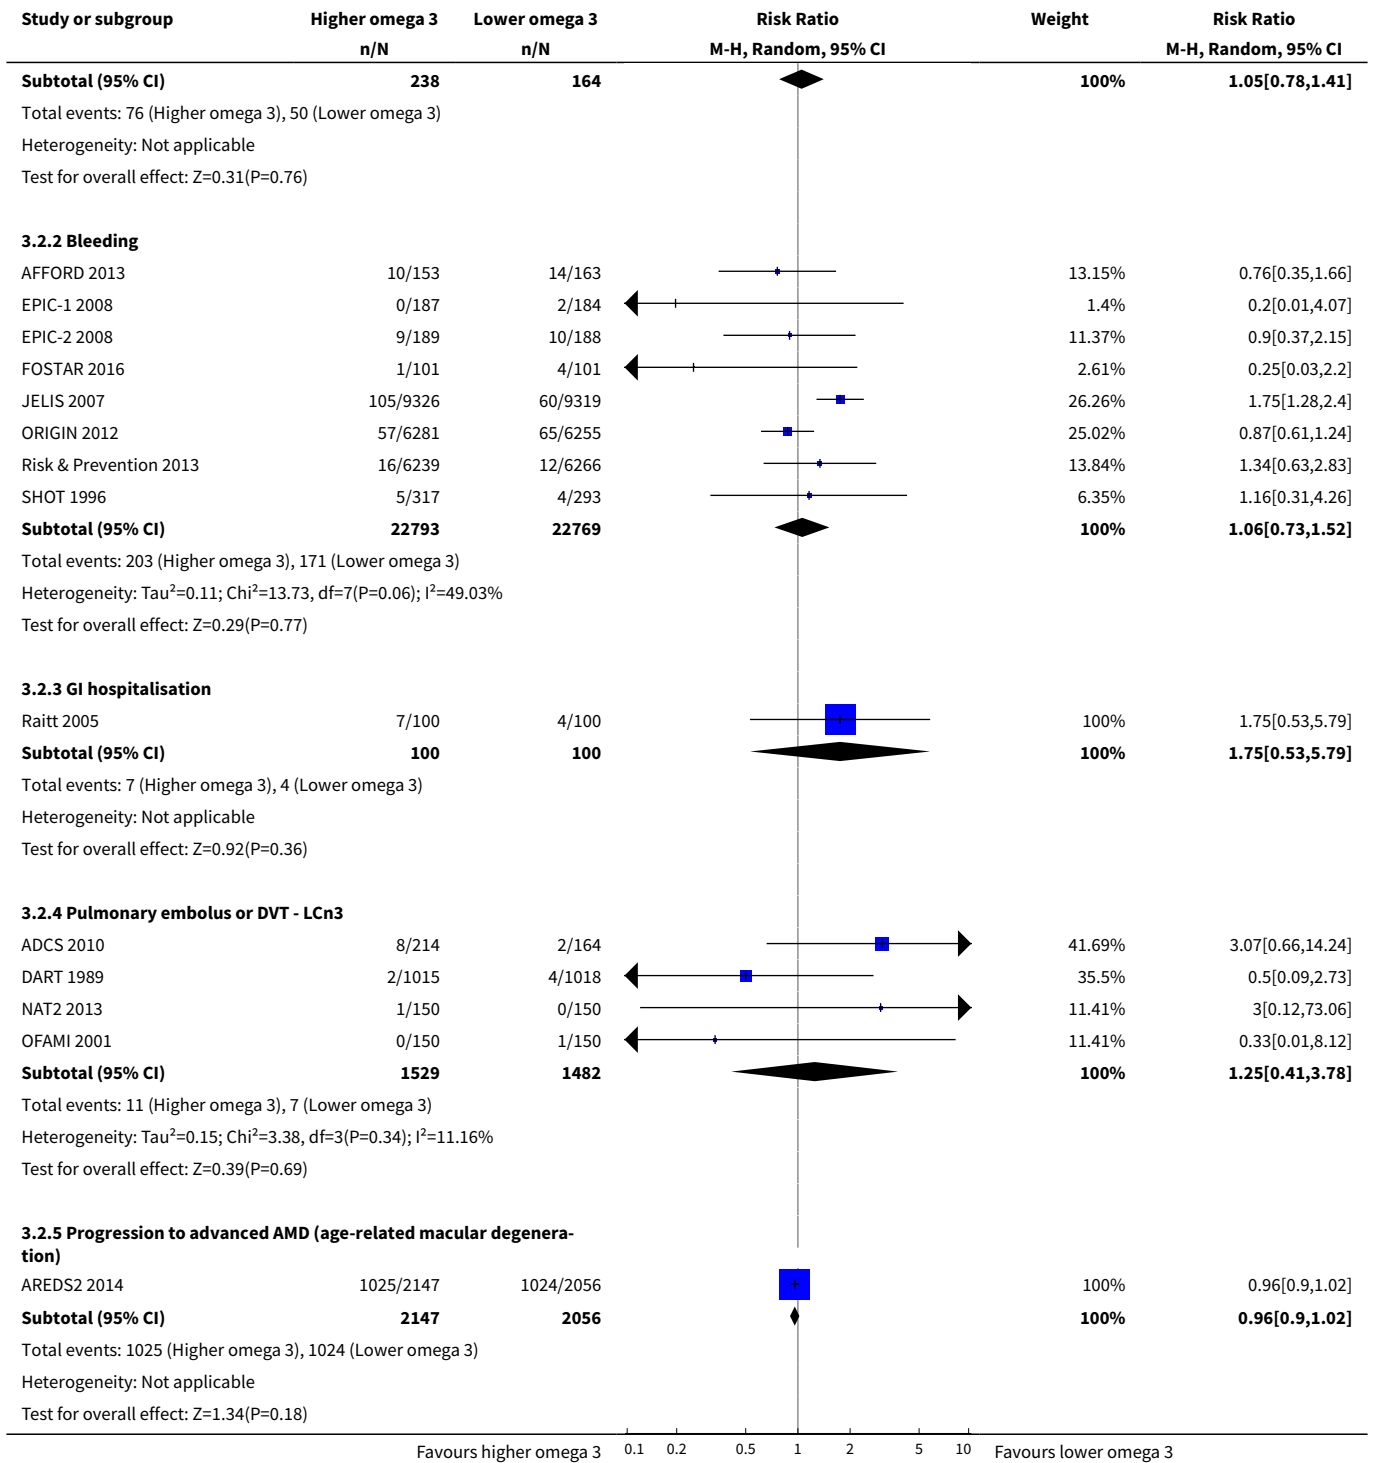 Study or subgroup Higher omega 3 Lower omega 3 Risk Ratio Weight Risk Ratio
n/N n/N M-H, Random, 95% CI M-H, Random, 95% CI
Subtotal (95% CI) 238 164 100% 1.05[0.78,1.41]
Total events: 76 (Higher omega 3), 50 (Lower omega 3)
Heterogeneity: Not applicable
Test for overall effect: Z=0.31(P=0.76)
3.2.2 Bleeding
AFFORD 2013 10/153 14/163 13.15% 0.76[0.35,1.66]
EPIC-1 2008 0/187 2/184 1.4% 0.2[0.01,4.07]
EPIC-2 2008 9/189 10/188 11.37% 0.9[0.37,2.15]
FOSTAR 2016 1/101 4/101 2.61% 0.25[0.03,2.2]
JELIS 2007 105/9326 60/9319 26.26% 1.75[1.28,2.4]
ORIGIN 2012 57/6281 65/6255 25.02% 0.87[0.61,1.24]
Risk & Prevention 2013 16/6239 12/6266 13.84% 1.34[0.63,2.83]
SHOT 1996 5/317 4/293 6.35% 1.16[0.31,4.26]
Subtotal (95% CI) 22793 22769 100% 1.06[0.73,1.52]
Total events: 203 (Higher omega 3), 171 (Lower omega 3)
Heterogeneity: Tau²=0.11; Chi²=13.73, df=7(P=0.06); I²=49.03%
Test for overall effect: Z=0.29(P=0.77)
3.2.3 GI hospitalisation
Raitt 2005 7/100 4/100 100% 1.75[0.53,5.79]
Subtotal (95% CI) 100 100 100% 1.75[0.53,5.79]
Total events: 7 (Higher omega 3), 4 (Lower omega 3)
Heterogeneity: Not applicable
Test for overall effect: Z=0.92(P=0.36)
3.2.4 Pulmonary embolus or DVT - LCn3
ADCS 2010 8/214 2/164 41.69% 3.07[0.66,14.24]
DART 1989 2/1015 4/1018 35.5% 0.5[0.09,2.73]
NAT2 2013 1/150 0/150 11.41% 3[0.12,73.06]
OFAMI 2001 0/150 1/150 11.41% 0.33[0.01,8.12]
Subtotal (95% CI) 1529 1482 100% 1.25[0.41,3.78]
Total events: 11 (Higher omega 3), 7 (Lower omega 3)
Heterogeneity: Tau²=0.15; Chi²=3.38, df=3(P=0.34); I²=11.16%
Test for overall effect: Z=0.39(P=0.69)
3.2.5 Progression to advanced AMD (age-related macular degenera-
tion)
AREDS2 2014 1025/2147 1024/2056 100% 0.96[0.9,1.02]
Subtotal (95% CI) 2147 2056 100% 0.96[0.9,1.02]
Total events: 1025 (Higher omega 3), 1024 (Lower omega 3)
Heterogeneity: Not applicable
Test for overall effect: Z=1.34(P=0.18)
Favours higher omega 3 0.1 0.2 0.5 1 2 5 10 Favours lower omega 3